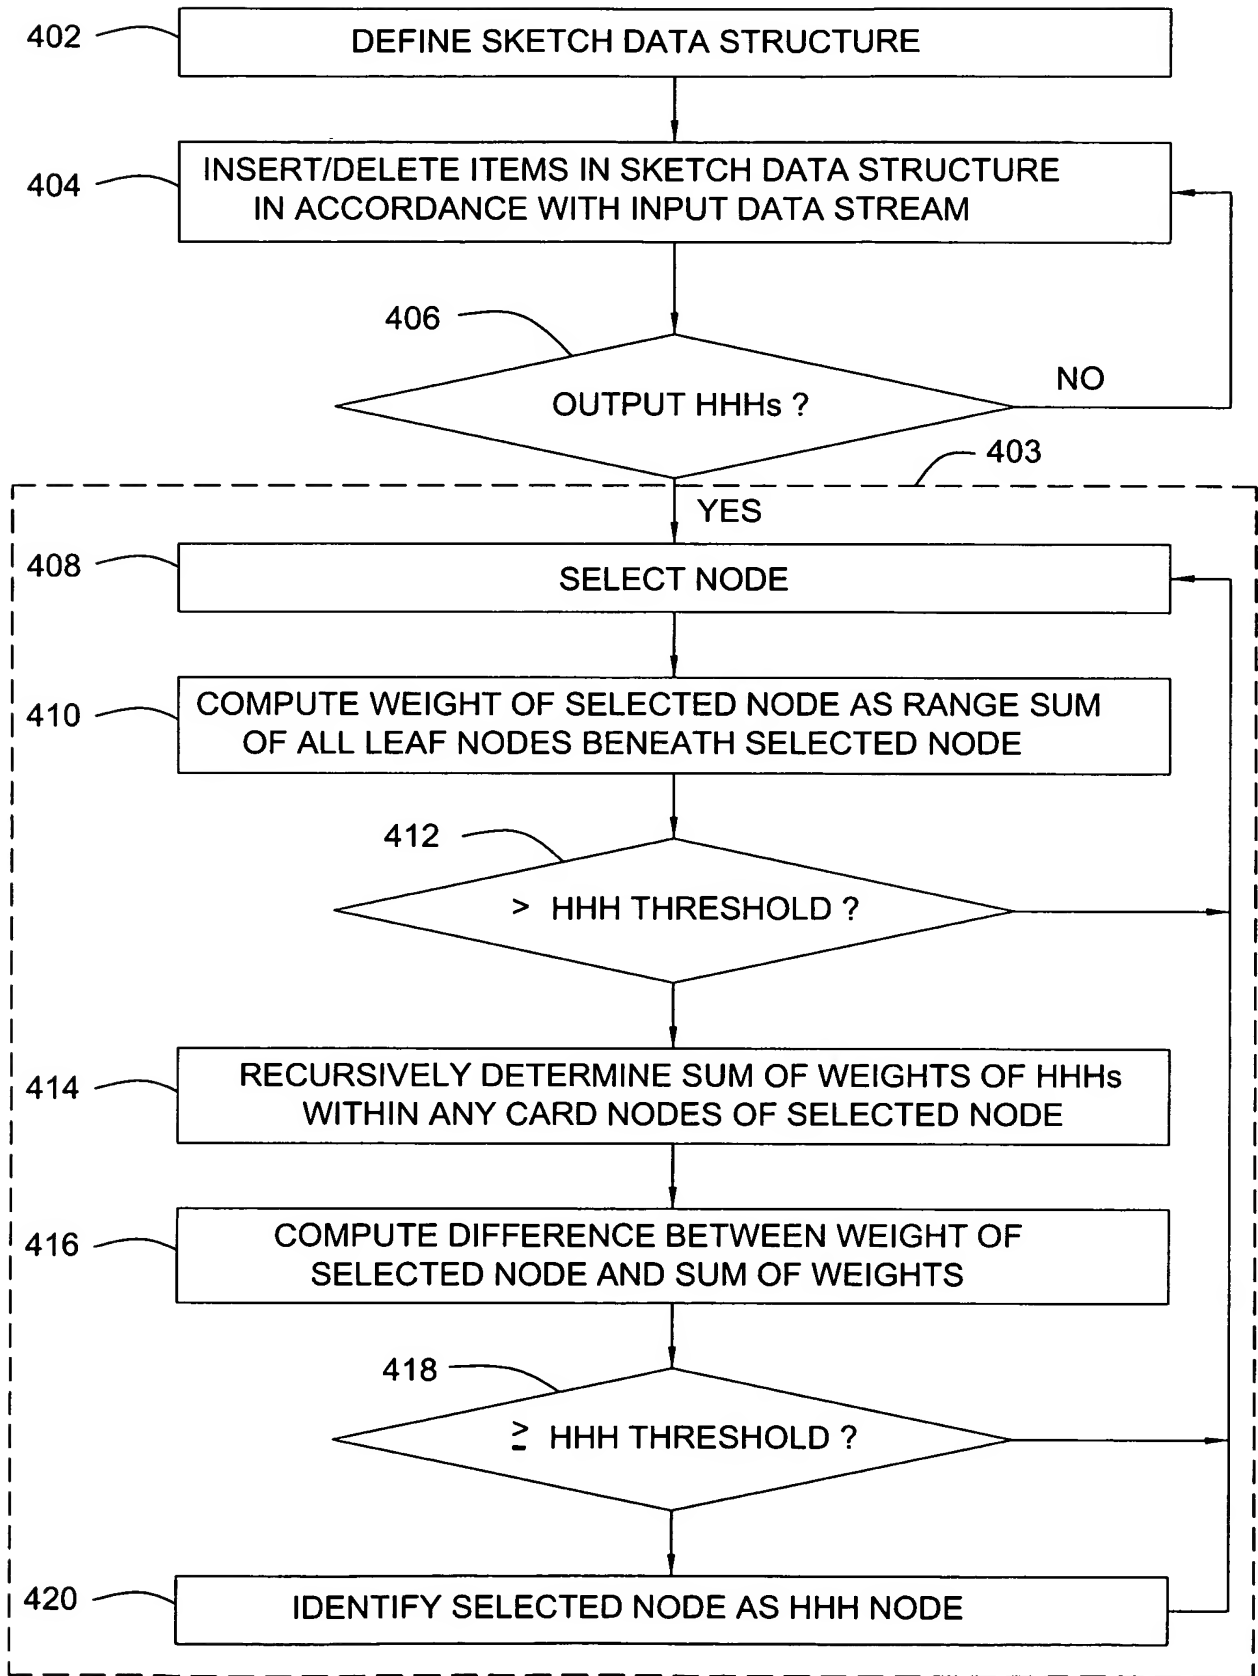 402
DEFINE SKETCH DATA STRUCTURE
404
INSERT/DELETE ITEMS IN SKETCH DATA STRUCTURE
IN ACCORDANCE WITH INPUT DATA STREAM
406
OUTPUT HHHs ?
NO
403
YES
408
SELECT NODE
410
COMPUTE WEIGHT OF SELECTED NODE AS RANGE SUM
OF ALL LEAF NODES BENEATH SELECTED NODE
412
> HHH THRESHOLD ?
414
RECURSIVELY DETERMINE SUM OF WEIGHTS OF HHHs
WITHIN ANY CARD NODES OF SELECTED NODE
416
COMPUTE DIFFERENCE BETWEEN WEIGHT OF
SELECTED NODE AND SUM OF WEIGHTS
418
≥ HHH THRESHOLD ?
420
IDENTIFY SELECTED NODE AS HHH NODE